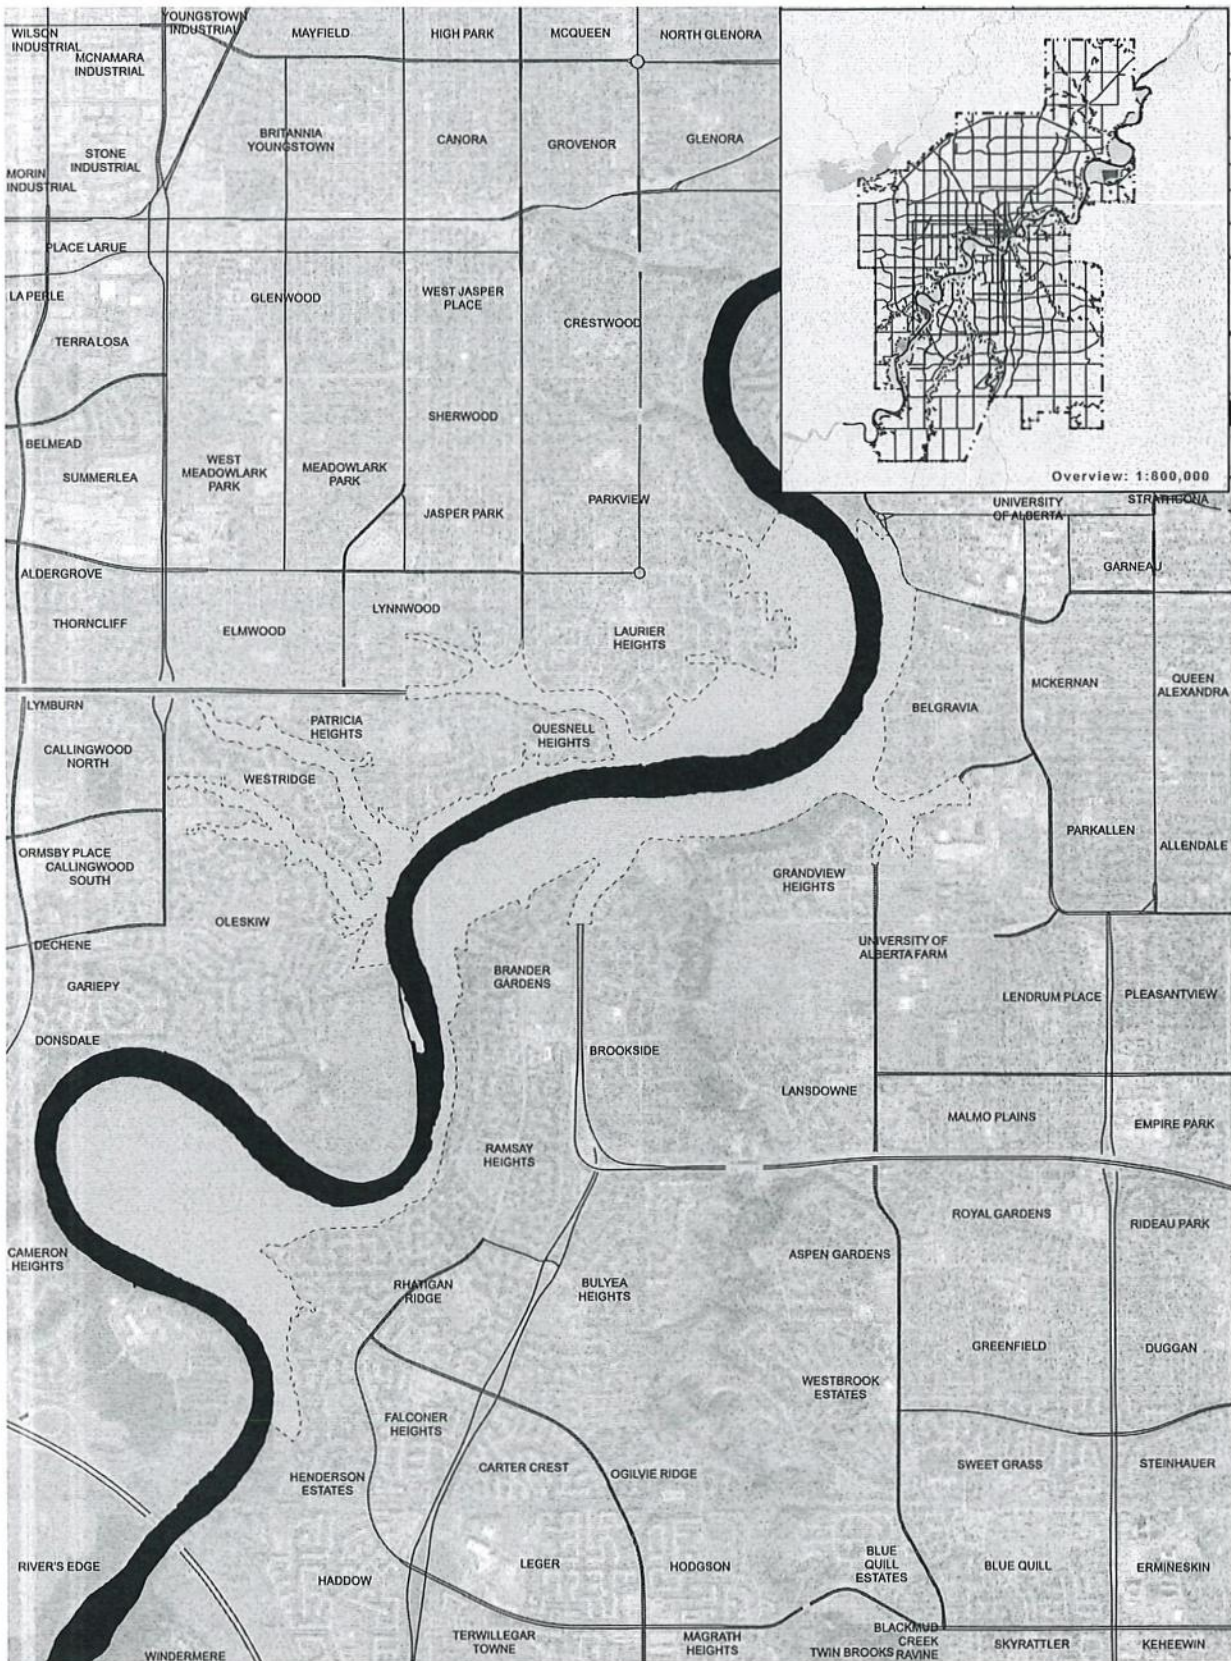 WILSON
INDUSTRIAL
YOUNGSTOWN
INDUSTRIAL
MAYFIELD
HIGH PARK
MCQUEEN
NORTH GLENORA
MCNAMARA
INDUSTRIAL
BRITANNIA
YOUNGSTOWN
CANORA
GROVENOR
GLENORA
STONE
INDUSTRIAL
MORIN
INDUSTRIAL
PLACE LARUE
LA PERLE
GLENWOOD
WEST JASPER
PLACE
CRESTWOOD
TERRA LOSA
SHERWOOD
BELMEAD
SUMMERLEA
WEST
MEADOWLARK
PARK
MEADOWLARK
PARK
JASPER PARK
PARKVIEW
Overview: 1:800,000
UNIVERSITY
OF ALBERTA
STRATHCONA
GARNEAU
ALDERGROVE
THORNCLIFF
ELMWOOD
LYNNWOOD
LAURIER
HEIGHTS
MCKERNAN
QUEEN
ALEXANDRA
BELGRAVIA
LYMBURN
PATRICIA
HEIGHTS
QUESNELL
HEIGHTS
CALLINGWOOD
NORTH
WESTRIDGE
PARKALLEN
ALLENDALE
ORMSBY PLACE
CALLINGWOOD
SOUTH
GRANDVIEW
HEIGHTS
OLESKIW
DECHENE
UNIVERSITY OF
ALBERTA FARM
GARIEPY
BRANDER
GARDENS
LENDRUM PLACE
PLEASANTVIEW
DONSDALE
BROOKSIDE
LANSDOWNE
MALMO PLAINS
EMPIRE PARK
RAMSAY
HEIGHTS
ROYAL GARDENS
RIDEAU PARK
CAMERON
HEIGHTS
ASPEN GARDENS
RHATIGAN
RIDGE
BULYEA
HEIGHTS
GREENFIELD
DUGGAN
WESTBROOK
ESTATES
FALCONER
HEIGHTS
HENDERSON
ESTATES
CARTER CREST
OGILVIE RIDGE
SWEET GRASS
STEINHAUER
RIVER'S EDGE
HADDOW
LEGER
HODGSON
BLUE
QUILL
ESTATES
BLUE QUILL
ERMINESKIN
WINDERMERE
TERWILLEGAR
TOWNE
MAGRATH
HEIGHTS
TWIN BROOKS
BLACKMUD
CREEK
RAVINE
SKYRATTLER
KEHEEWIN